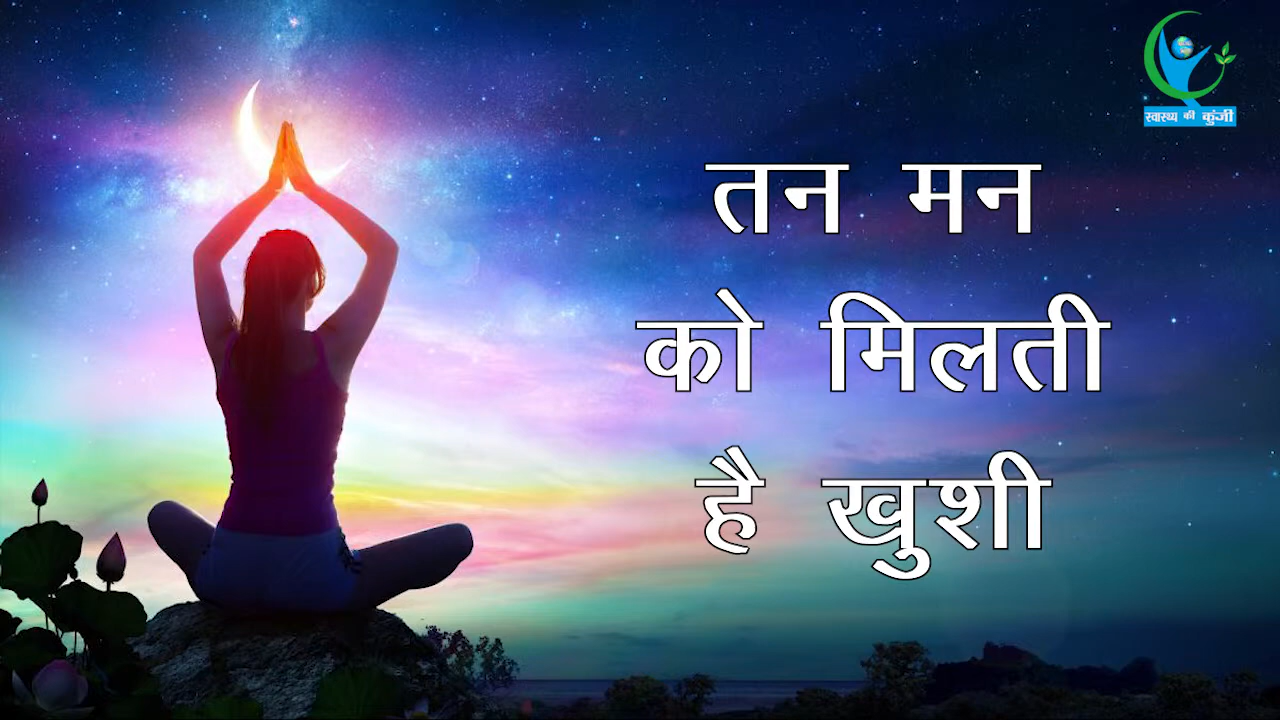 स्वास्थ्य की कुंजी
तन मन
को मिलती
है खुशी